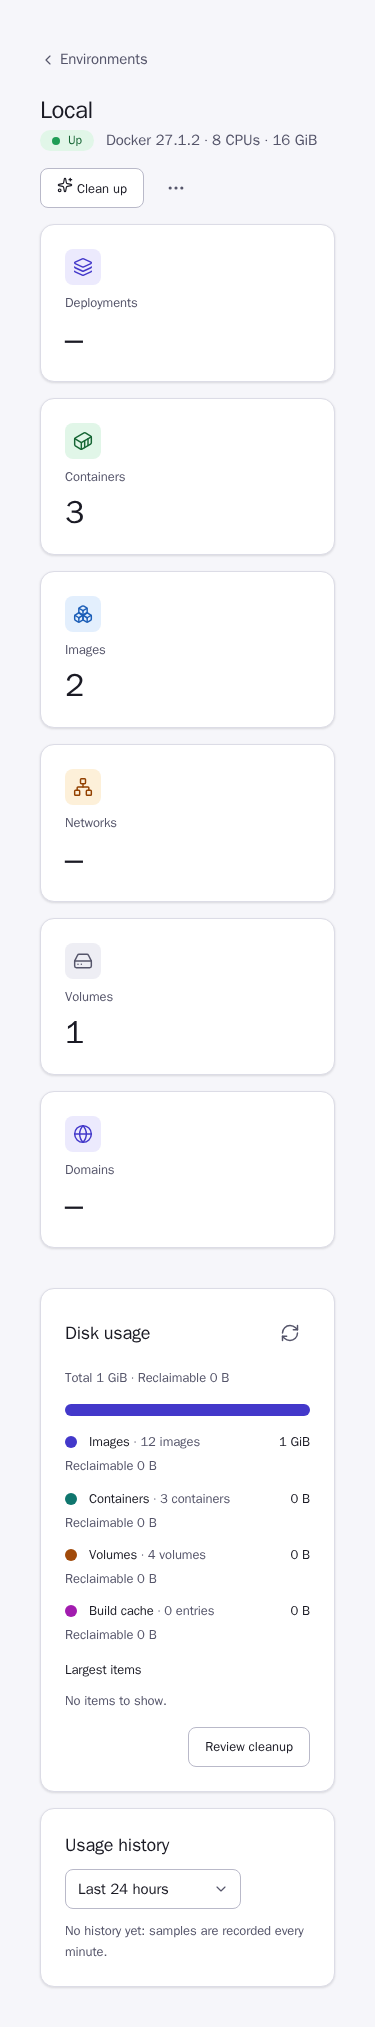 Environments
Local
Up Docker 27.1.2 · 8 CPUs · 16 GiB
Clean up
Deployments
—
Containers
3
Images
2
Networks
—
Volumes
1
Domains
—
Disk usage
Total 1 GiB · Reclaimable 0 B
Images · 12 images 1 GiB
Reclaimable 0 B
Containers · 3 containers 0 B
Reclaimable 0 B
Volumes · 4 volumes 0 B
Reclaimable 0 B
Build cache · 0 entries 0 B
Reclaimable 0 B
Largest items
No items to show.
Review cleanup
Usage history
Last 24 hours
No history yet: samples are recorded every
minute.